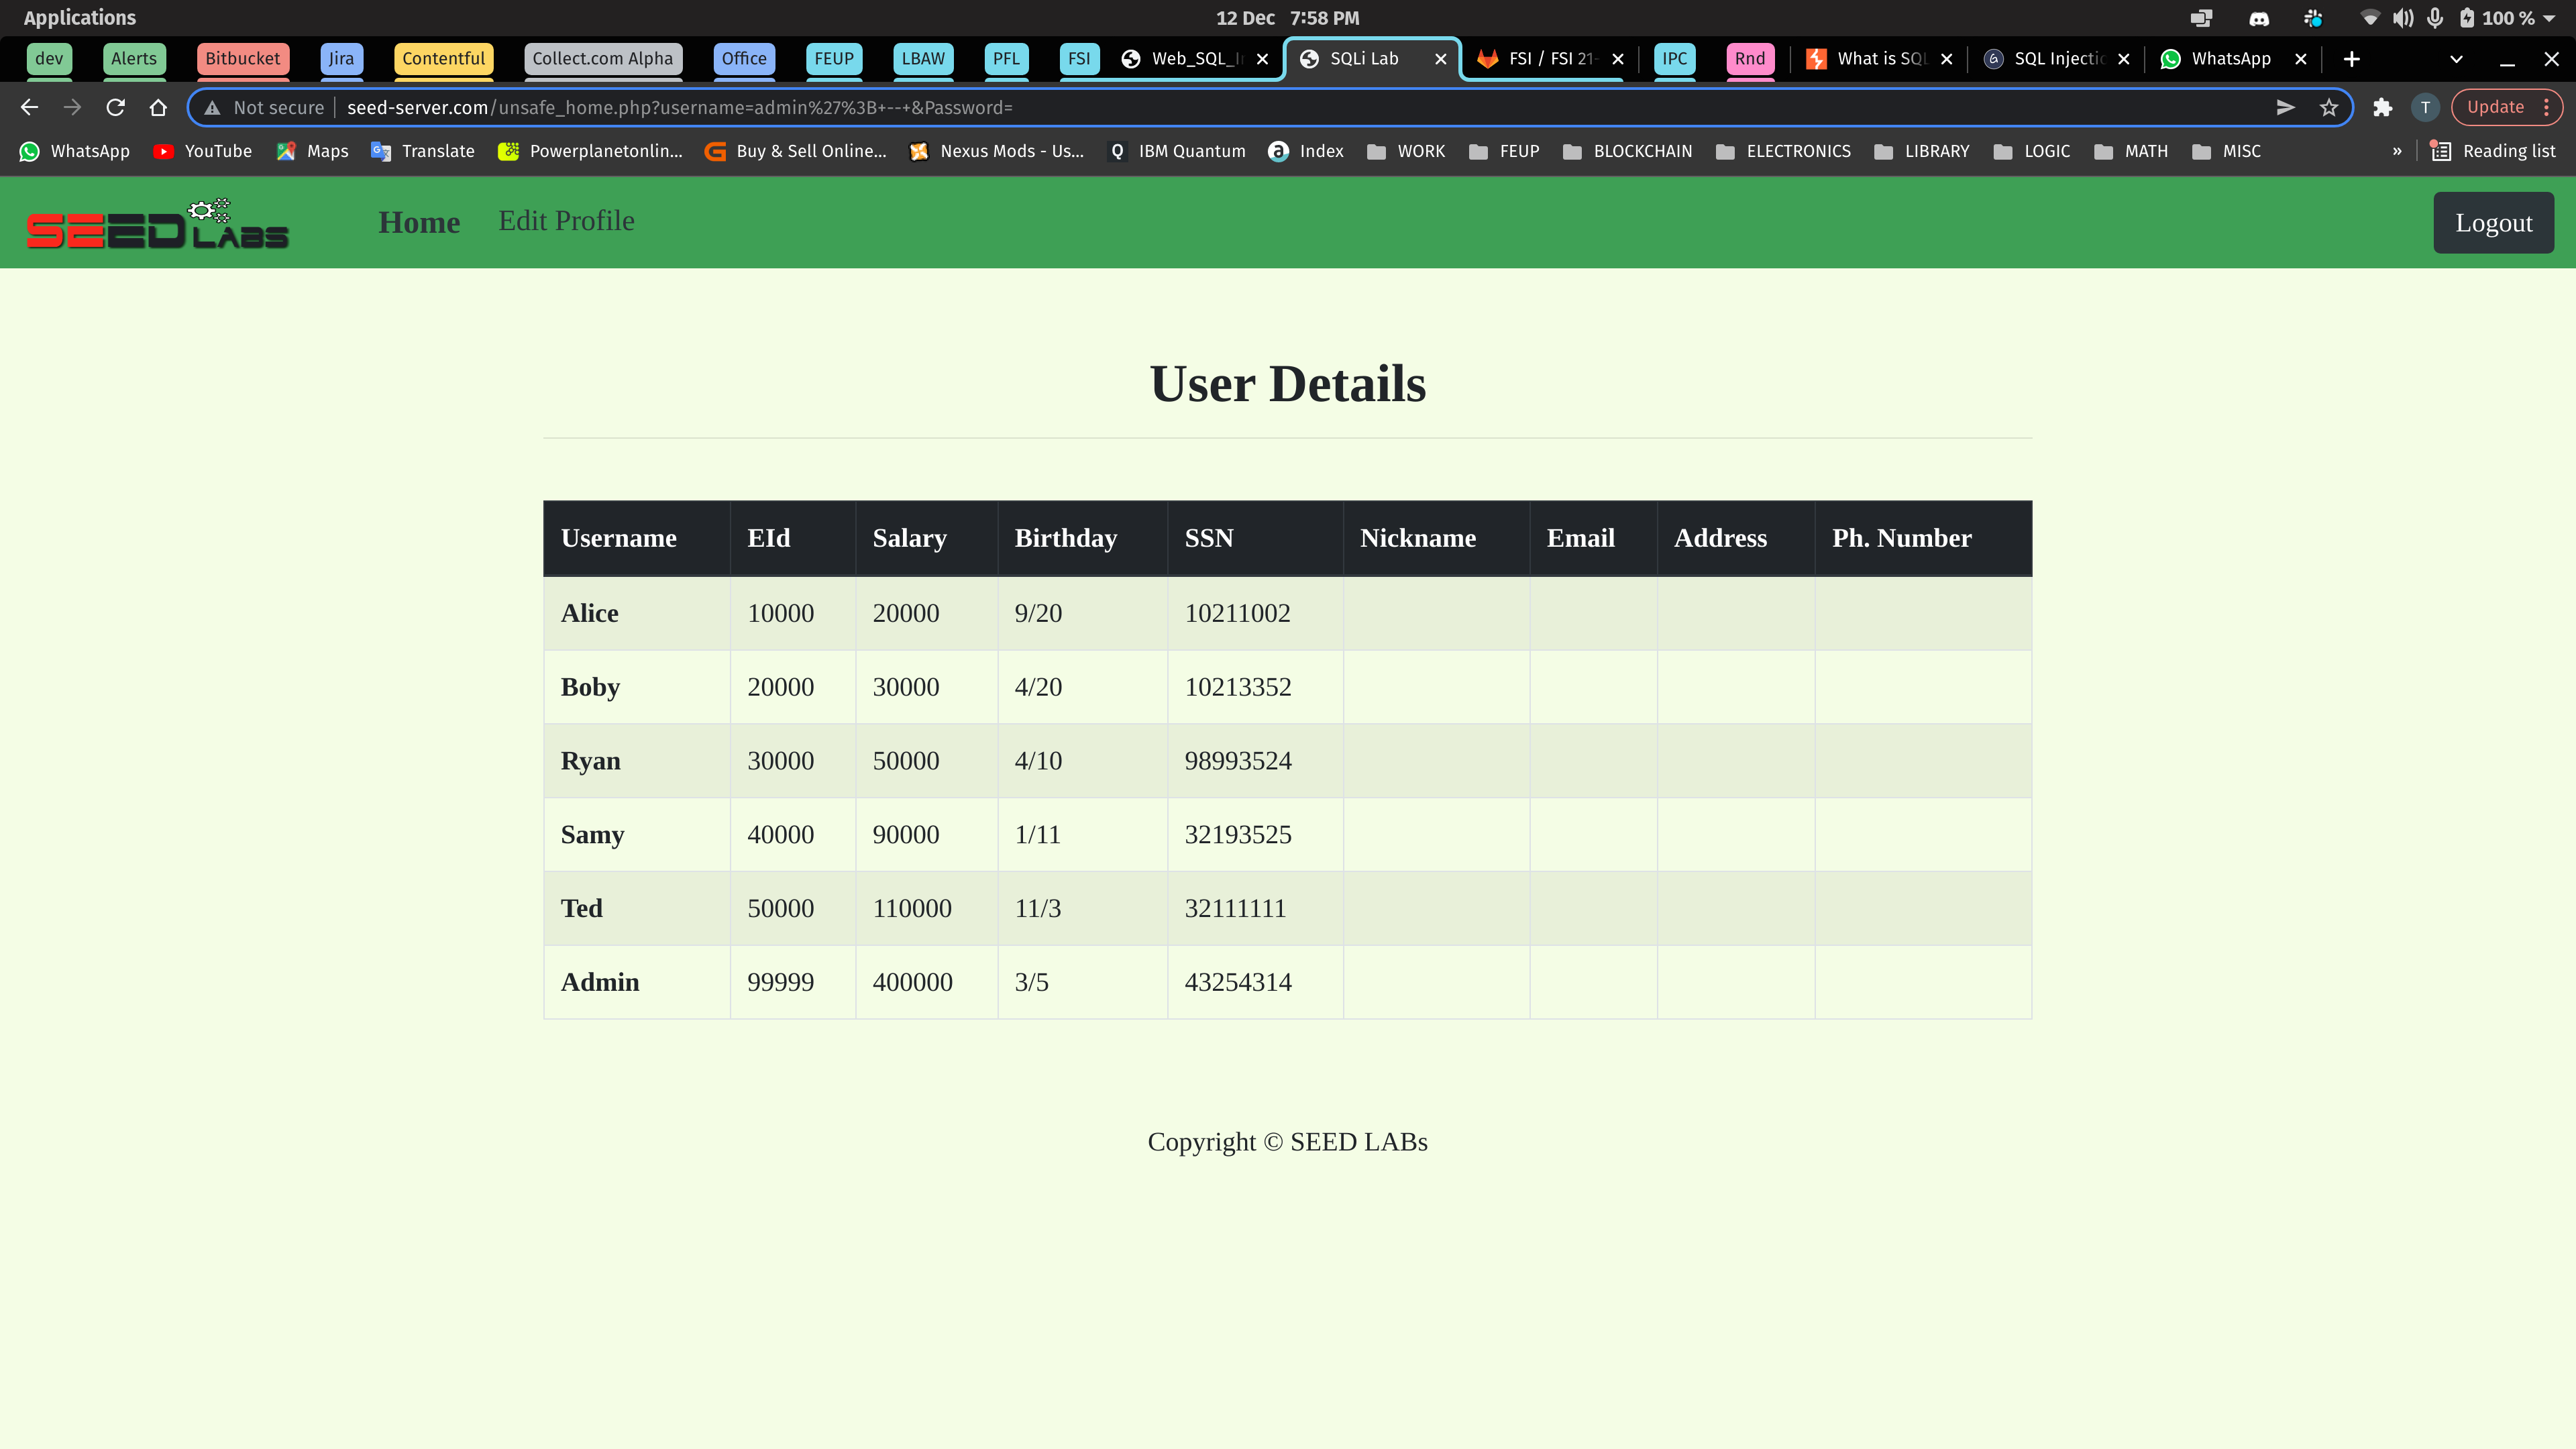 Applications 12 Dec 7:58 PM 100 %
dev Alerts Bitbucket Jira Contentful Collect.com Alpha Office FEUP LBAW PFL FSI Web_SQL_I SQLi Lab FSI / FSI 21- IPC Rnd What is SQL SQL Injectio WhatsApp
Not secure seed-server.com/unsafe_home.php?username=admin%27%3B+--+&Password= T Update
WhatsApp YouTube Maps Translate Powerplanetonlin... Buy & Sell Online... Nexus Mods - Us... IBM Quantum Index WORK FEUP BLOCKCHAIN ELECTRONICS LIBRARY LOGIC MATH MISC » Reading list
SEED LABS Home Edit Profile Logout
User Details
Username EId Salary Birthday SSN Nickname Email Address Ph. Number
Alice 10000 20000 9/20 10211002
Boby 20000 30000 4/20 10213352
Ryan 30000 50000 4/10 98993524
Samy 40000 90000 1/11 32193525
Ted 50000 110000 11/3 32111111
Admin 99999 400000 3/5 43254314
Copyright © SEED LABs